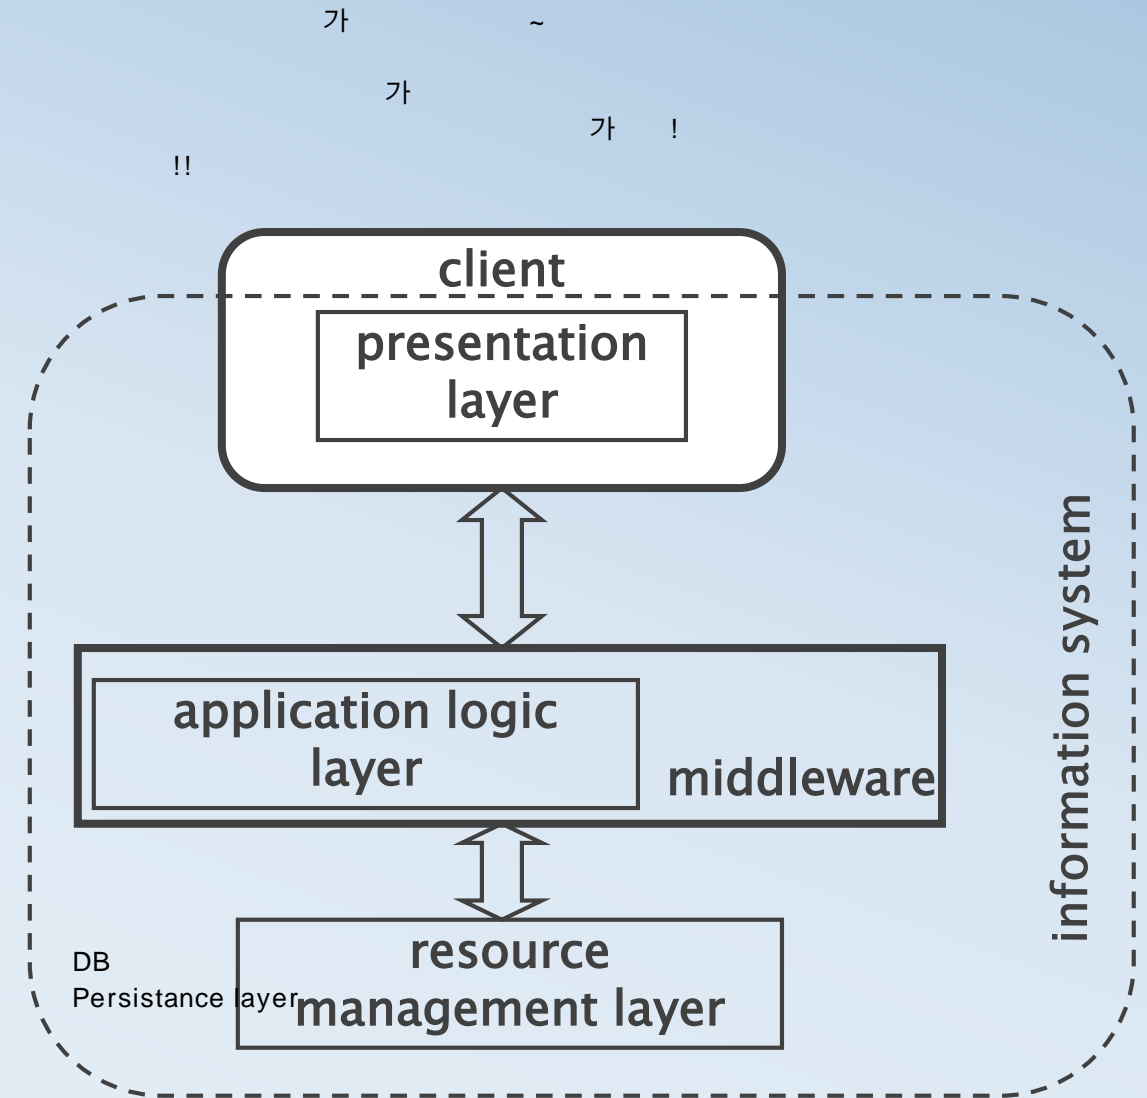 가 ~
가
가 !
!!
client
presentation
layer
application logic
layer
middleware
information system
DB
Persistance layer
resource
management layer